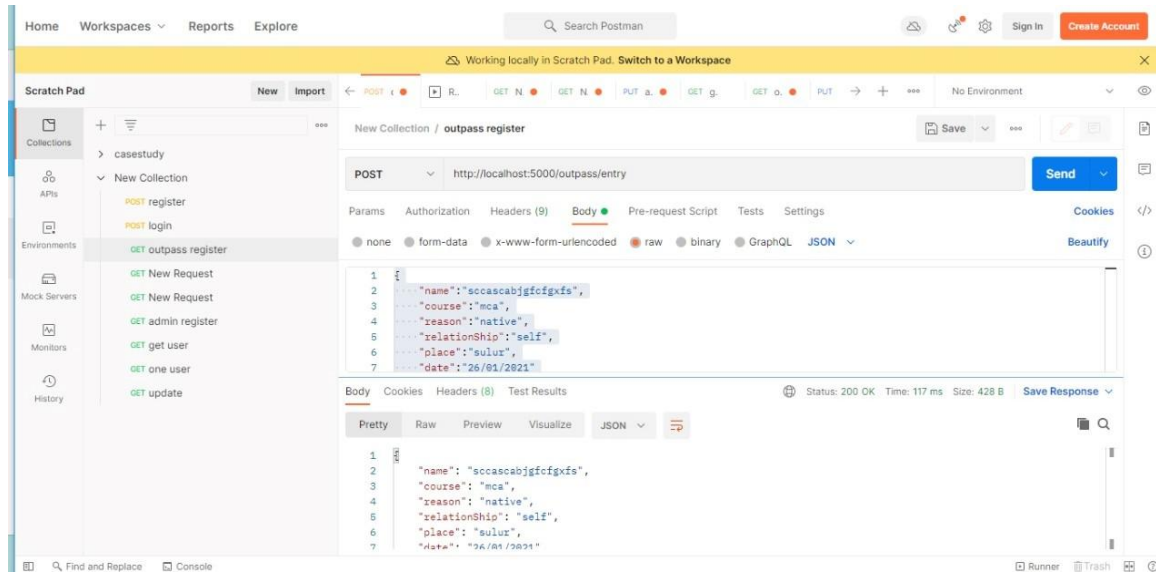 Home Workspaces Reports Explore Search Postman Sign In Create Account
Working locally in Scratch Pad. Switch to a Workspace
Scratch Pad New Import POST R.. GET N. GET N. PUT a. GET g. GET o. PUT No Environment
Collections
APIs
Environments
Mock Servers
Monitors
History
casestudy
New Collection
POST register
POST login
GET outpass register
GET New Request
GET New Request
GET admin register
GET get user
GET one user
GET update
New Collection / outpass register Save
POST http://localhost:5000/outpass/entry Send
Params Authorization Headers (9) Body Pre-request Script Tests Settings Cookies
none form-data x-www-form-urlencoded raw binary GraphQL JSON Beautify
1 {
2 "name":"sccascabjgfcfgxfs",
3 "course":"mca",
4 "reason":"native",
5 "relationShip":"self",
6 "place":"sulur",
7 "date":"26/01/2021"
Body Cookies Headers (8) Test Results Status: 200 OK Time: 117 ms Size: 428 B Save Response
Pretty Raw Preview Visualize JSON
1 {
2 "name": "sccascabjgfcfgxfs",
3 "course": "mca",
4 "reason": "native",
5 "relationShip": "self",
6 "place": "sulur",
7 "date": "26/01/2021"
Find and Replace Console Runner Trash